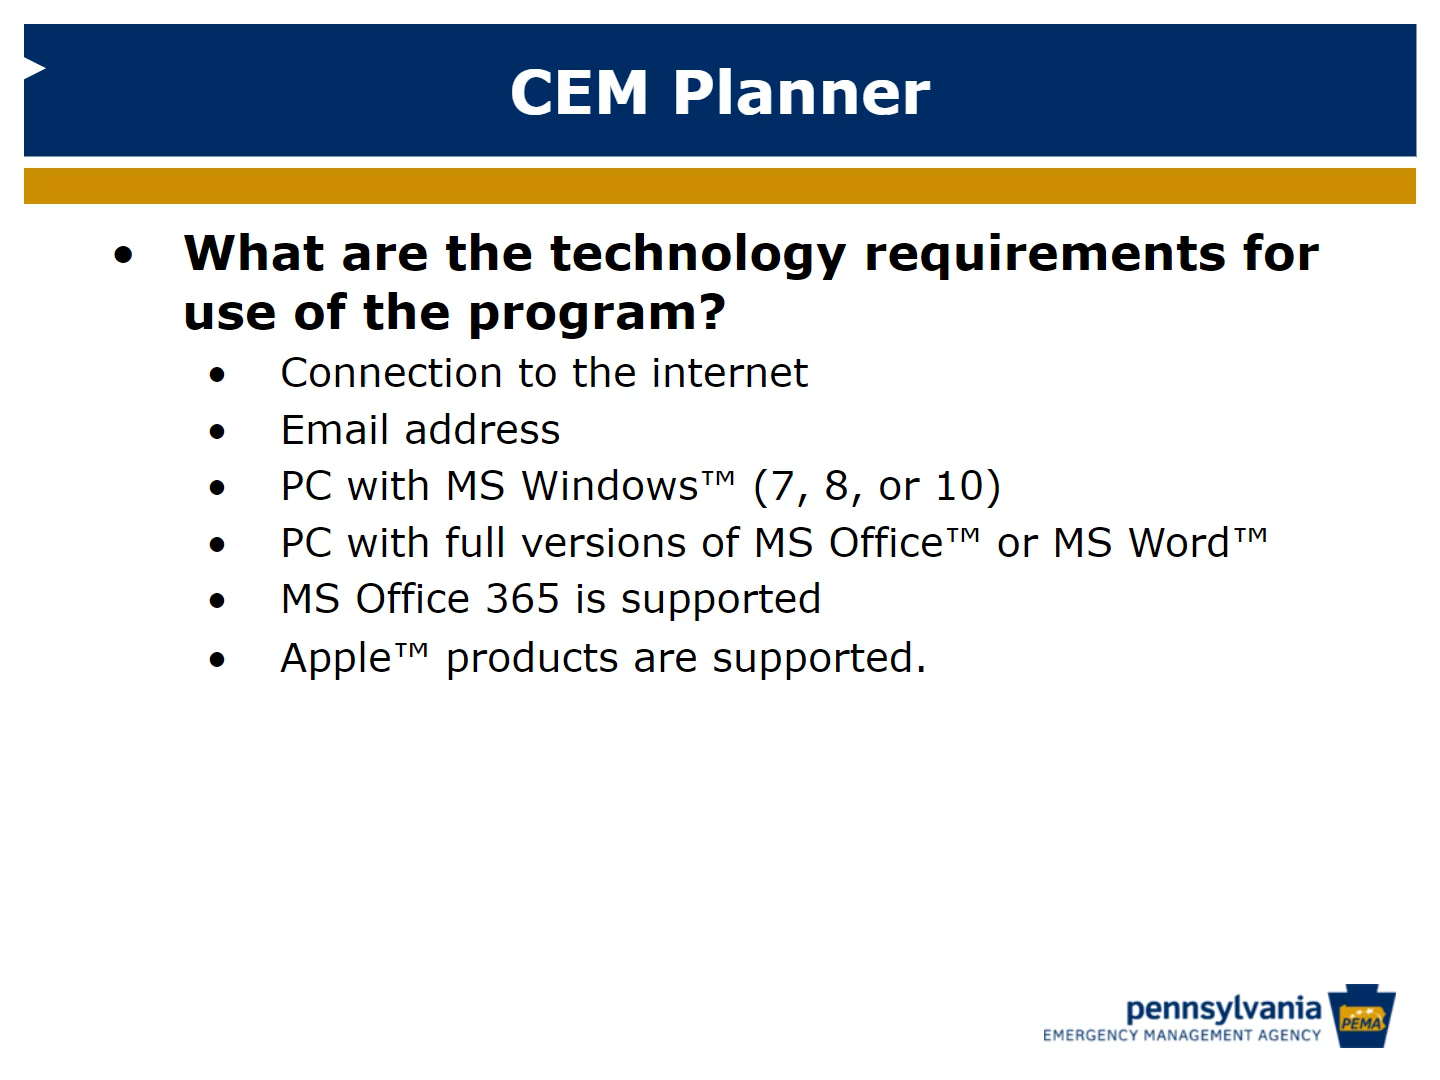 CEM Planner
• What are the technology requirements for
use of the program?
• Connection to the internet
• Email address
• PC with MS Windows™ (7, 8, or 10)
• PC with full versions of MS Office™ or MS Word™
• MS Office 365 is supported
• Apple™ products are supported.
pennsylvania
PEMA
EMERGENCY MANAGEMENT AGENCY